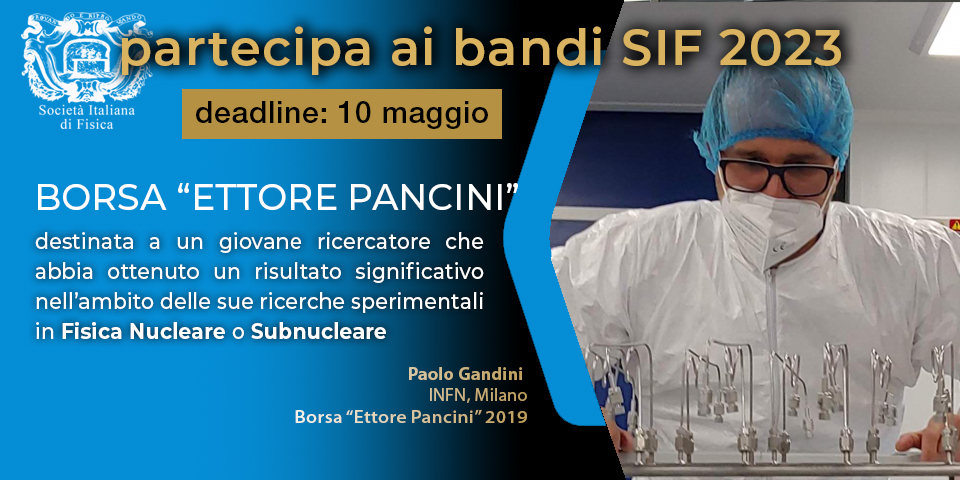 PROVANDO E RIPROVANDO
Società Italiana
di Fisica
partecipa ai bandi SIF 2023
deadline: 10 maggio
BORSA “ETTORE PANCINI”
destinata a un giovane ricercatore che
abbia ottenuto un risultato significativo
nell’ambito delle sue ricerche sperimentali
in Fisica Nucleare o Subnucleare
Paolo Gandini
INFN, Milano
Borsa “Ettore Pancini” 2019